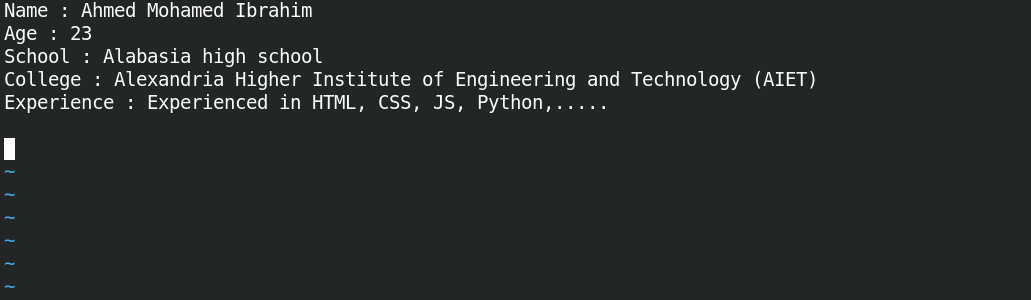 Name : Ahmed Mohamed Ibrahim
Age : 23
School : Alabasia high school
College : Alexandria Higher Institute of Engineering and Technology (AIET)
Experience : Experienced in HTML, CSS, JS, Python,.....
~
~
~
~
~
~